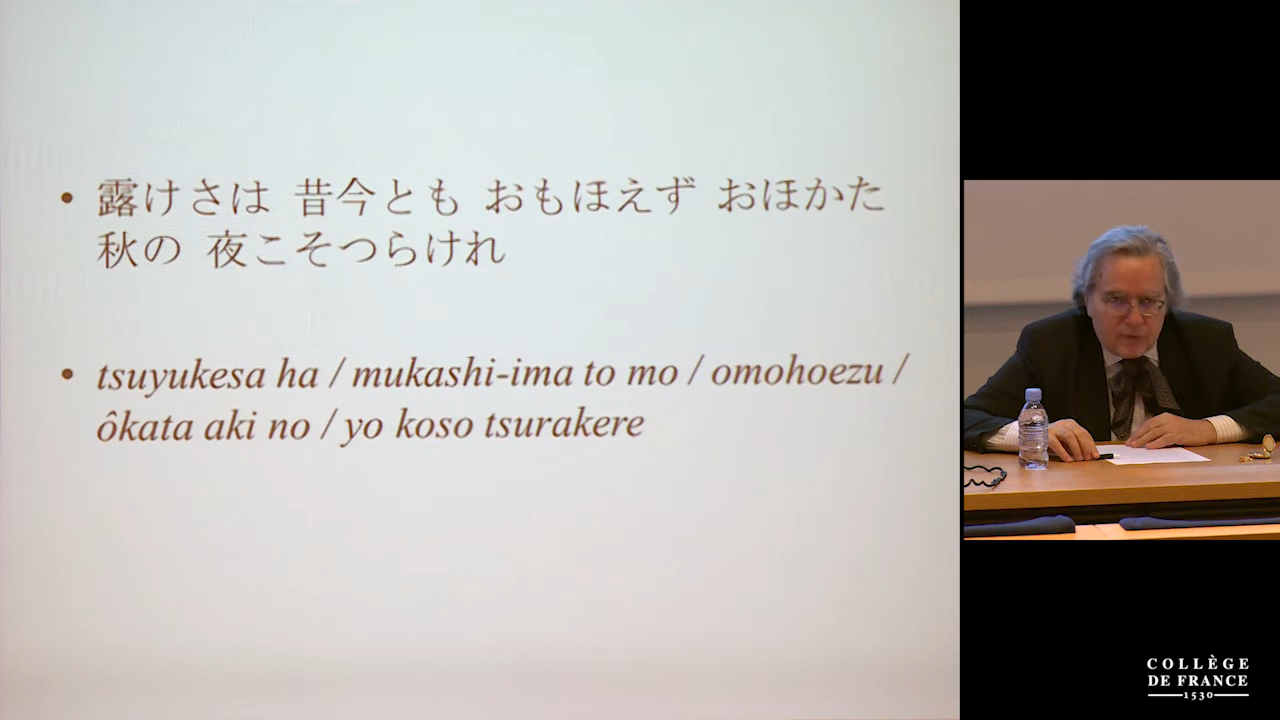 • 露けさは 昔今とも おもほえず おほかた
秋の 夜こそつらけれ
• tsuyukesa ha / mukashi-ima to mo / omohoezu /
ôkata aki no / yo koso tsurakere
COLLÈGE
DE FRANCE
1530